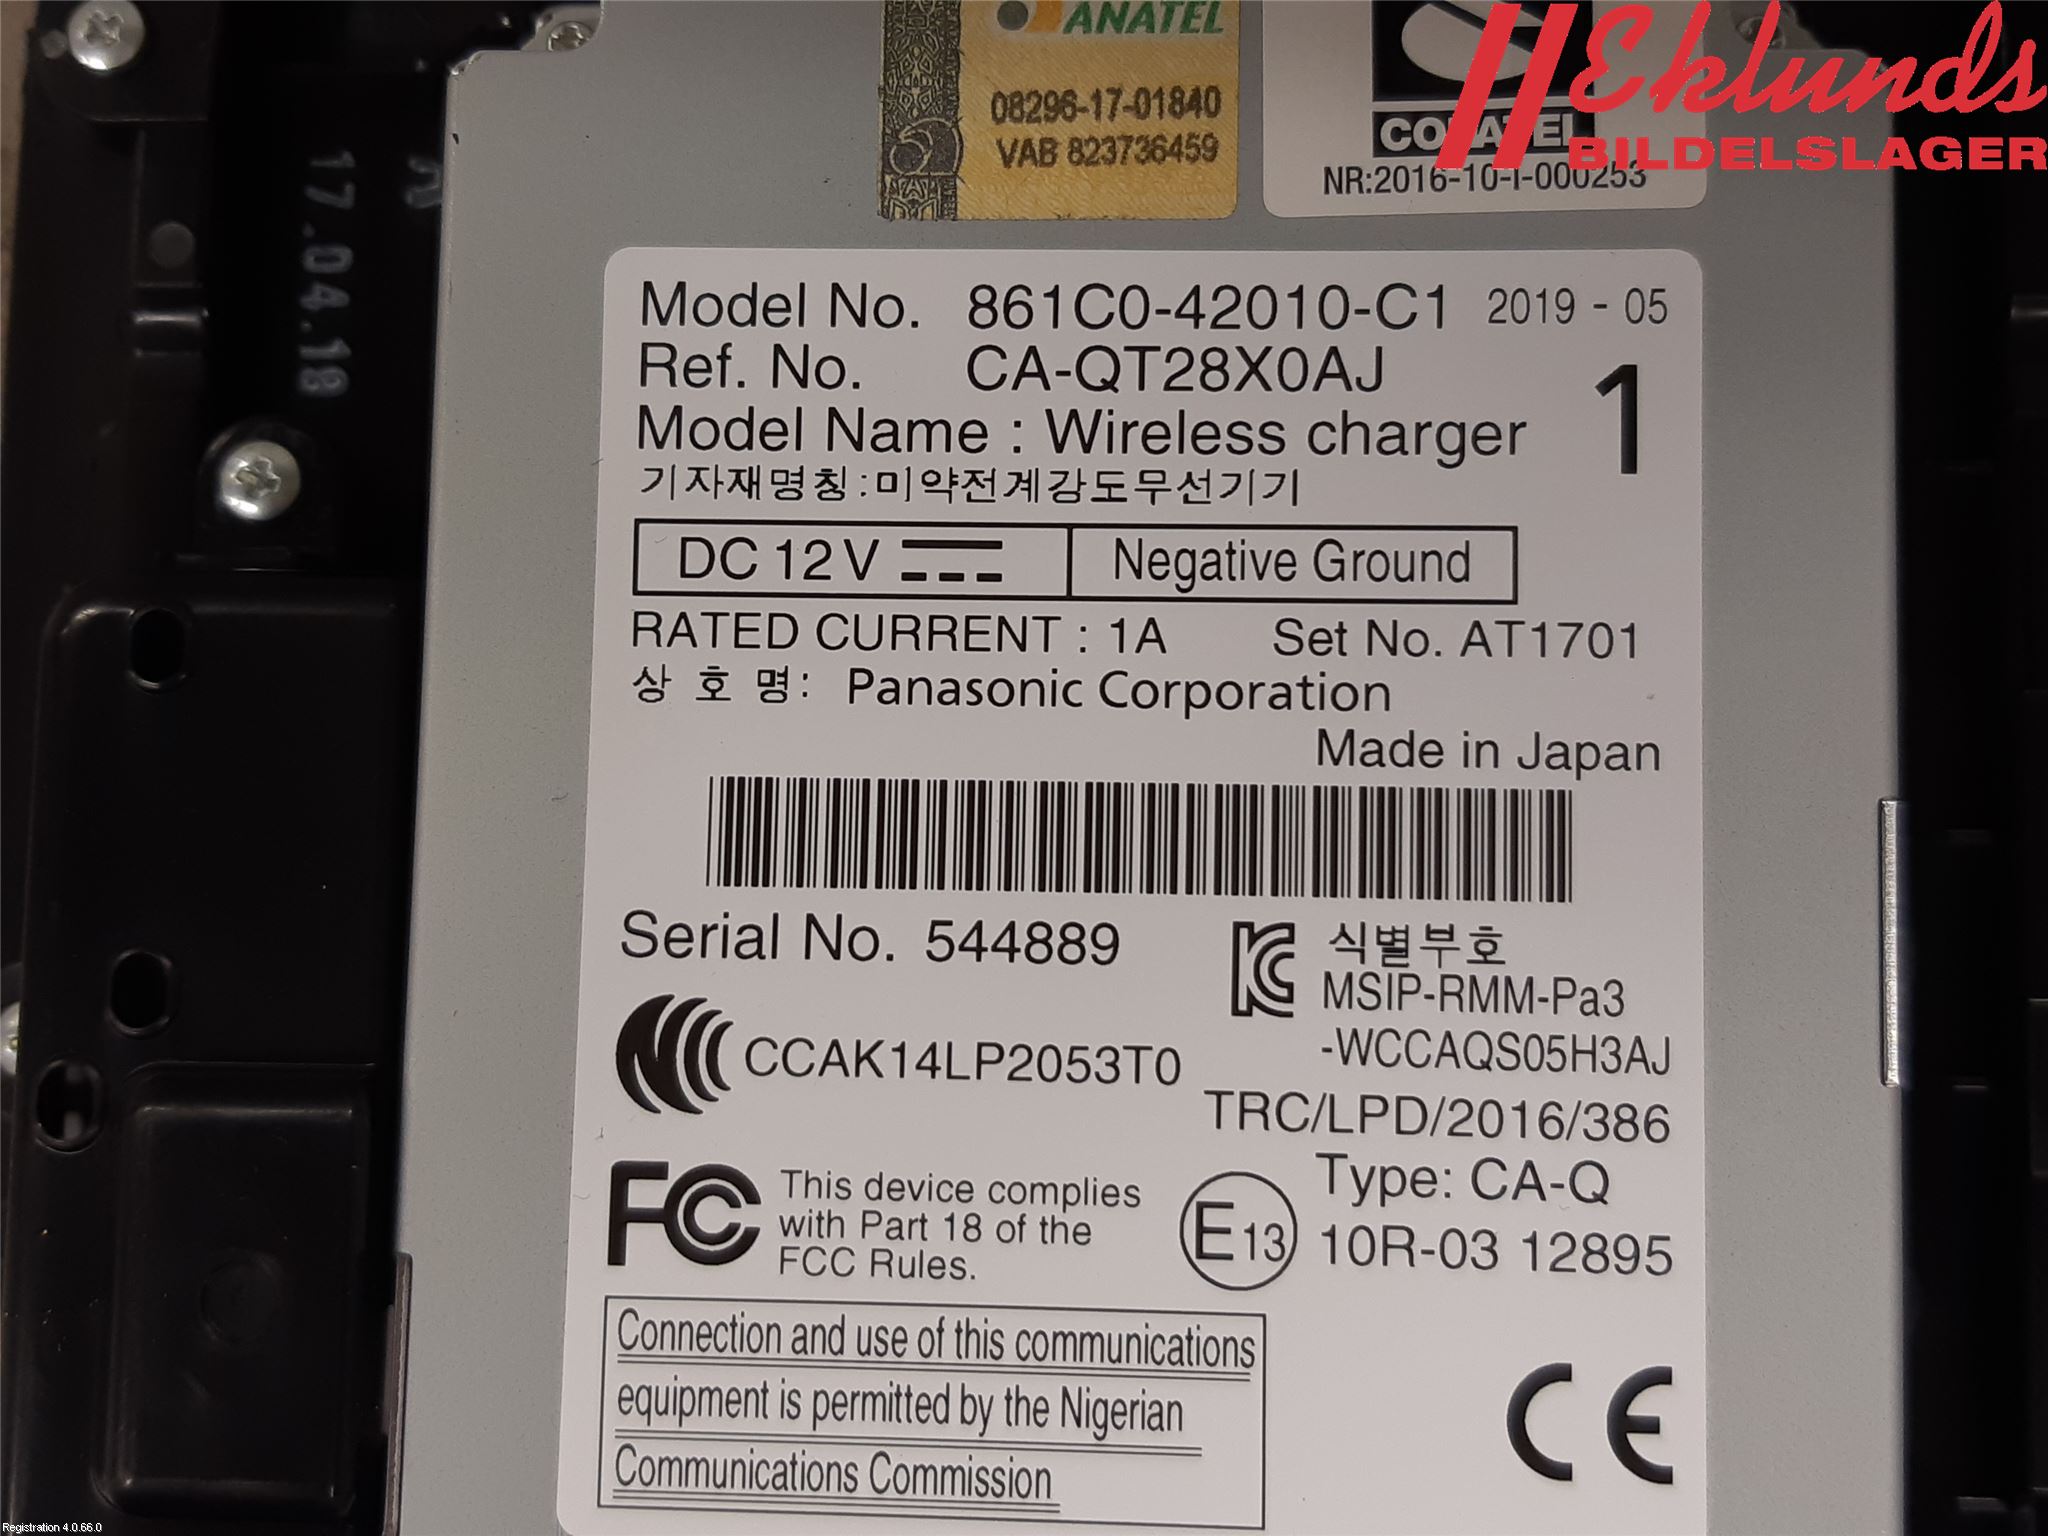 ANATEL
08296-17-01840
VAB 823736459
NR:2016-10-I-000253
Eklunds
BILDELSLAGER
17.04.18
Model No. 861C0-42010-C1 2019 - 05
Ref. No. CA-QT28X0AJ
1
Model Name : Wireless charger
기자재명칭:미약전계강도무선기기
DC 12V Negative Ground
RATED CURRENT : 1A Set No. AT1701
상 호 명: Panasonic Corporation
Made in Japan
Serial No. 544889
식별부호
MSIP-RMM-Pa3
-WCCAQS05H3AJ
CCAK14LP2053T0
TRC/LPD/2016/386
FC This device complies
with Part 18 of the
FCC Rules.
E13
Type: CA-Q
10R-03 12895
Connection and use of this communications
equipment is permitted by the Nigerian
Communications Commission
CE
Registration 4.0.66.0